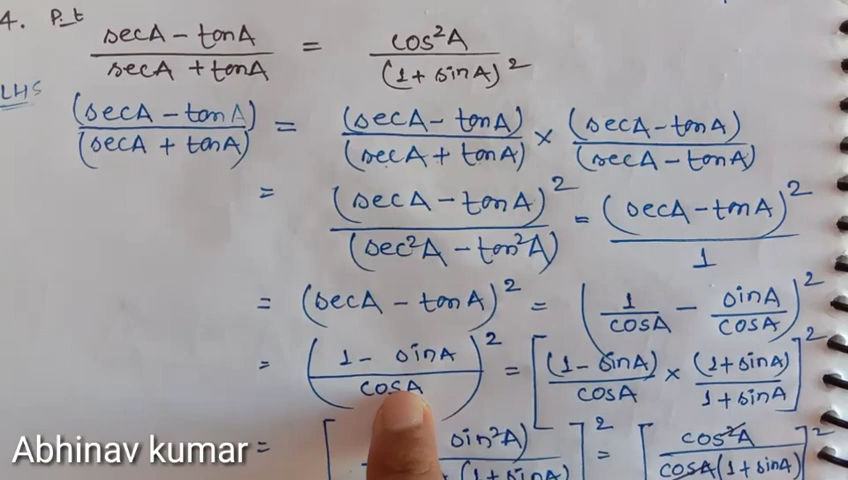 4. P.t
secA - tanA / secA + tanA = cos²A / (1 + sinA)²
LHS
(secA - tanA) / (secA + tanA) = (secA - tanA) / (secA + tanA) × (secA - tanA) / (secA - tanA)
= (secA - tanA)² / (sec²A - tan²A) = (secA - tanA)² / 1
= (secA - tanA)² = (1 / cosA - sinA / cosA)²
= (1 - sinA / cosA)² = [(1 - sinA) / cosA × (1 + sinA) / 1 + sinA]²
= [ sin²A) / (1 + sinA) ]² = [cos²A / cosA (1 + sinA)]²
Abhinav kumar